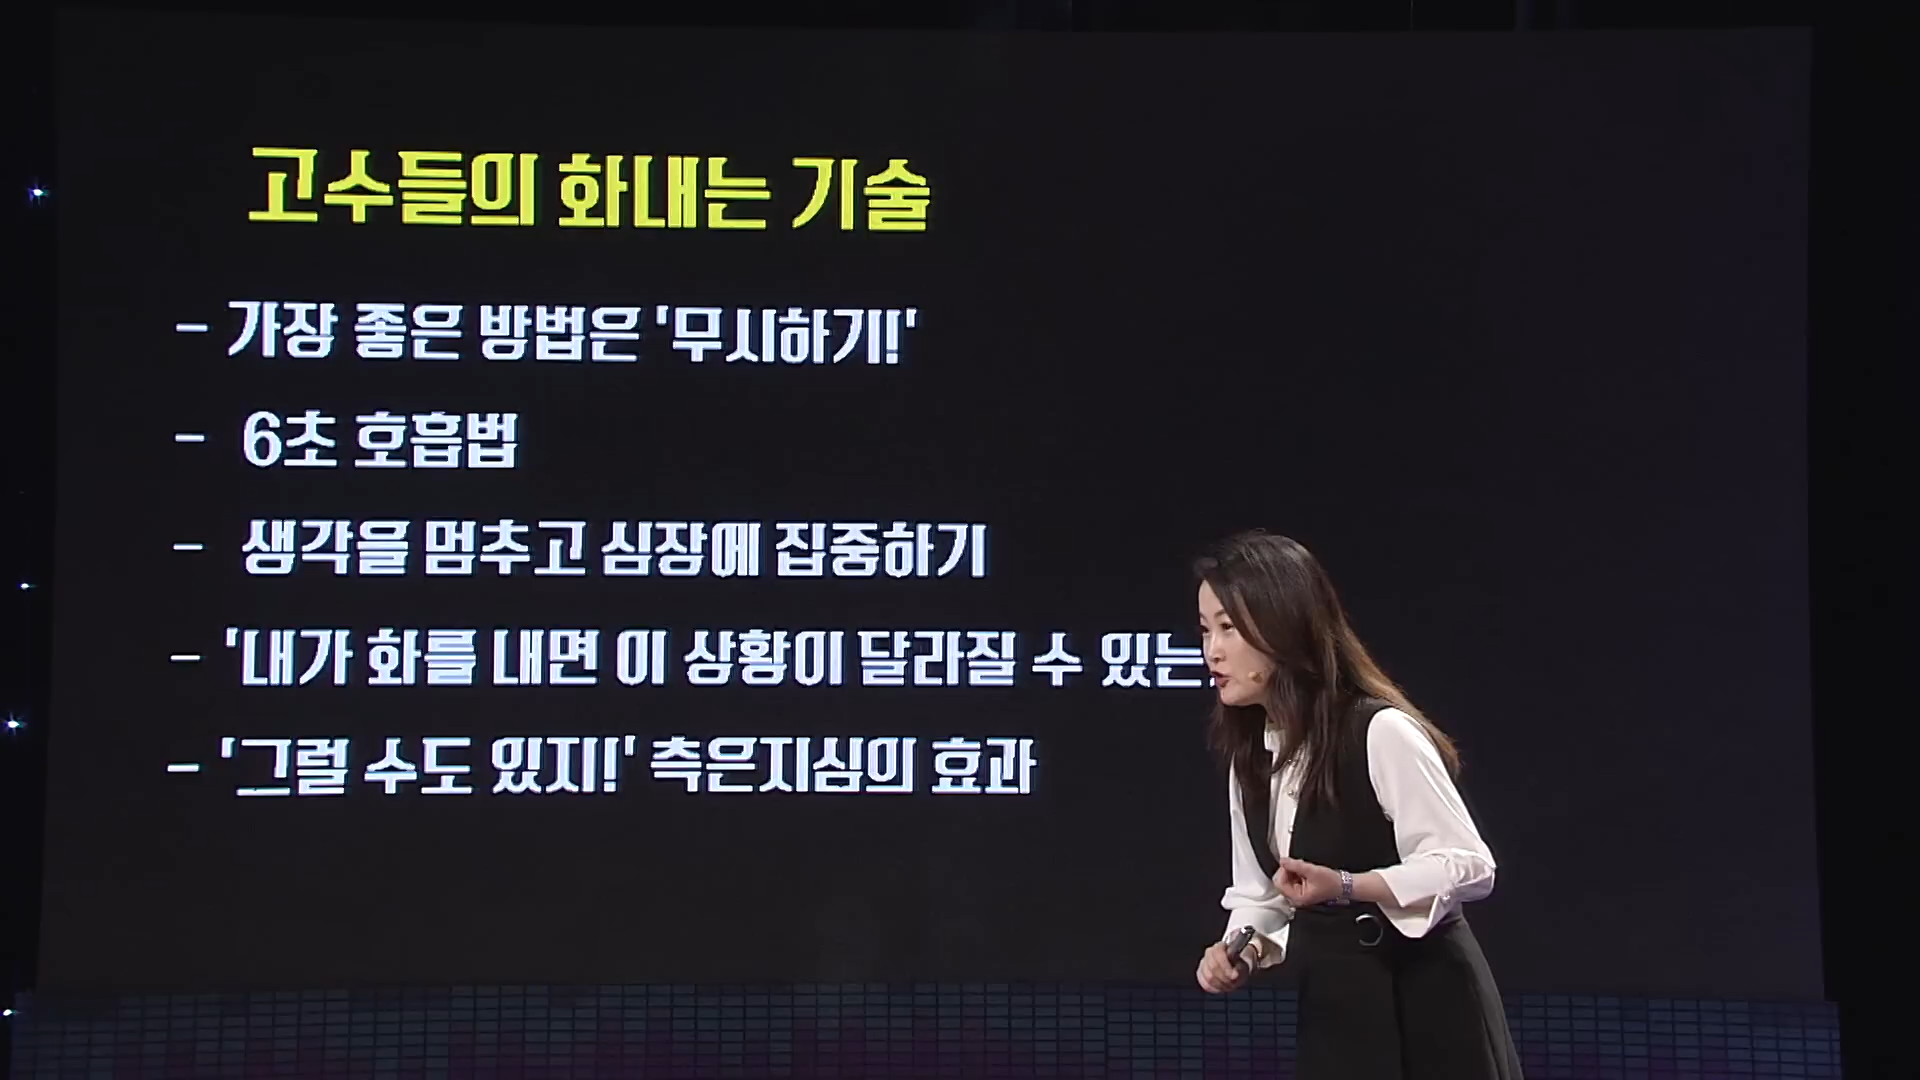 고수들의 화내는 기술
- 가장 좋은 방법은 '무시하기!'
- 6초 호흡법
- 생각을 멈추고 심장에 집중하기
- '내가 화를 내면 이 상황이 달라질 수 있는
- '그럴 수도 있지!' 측은지심의 효과